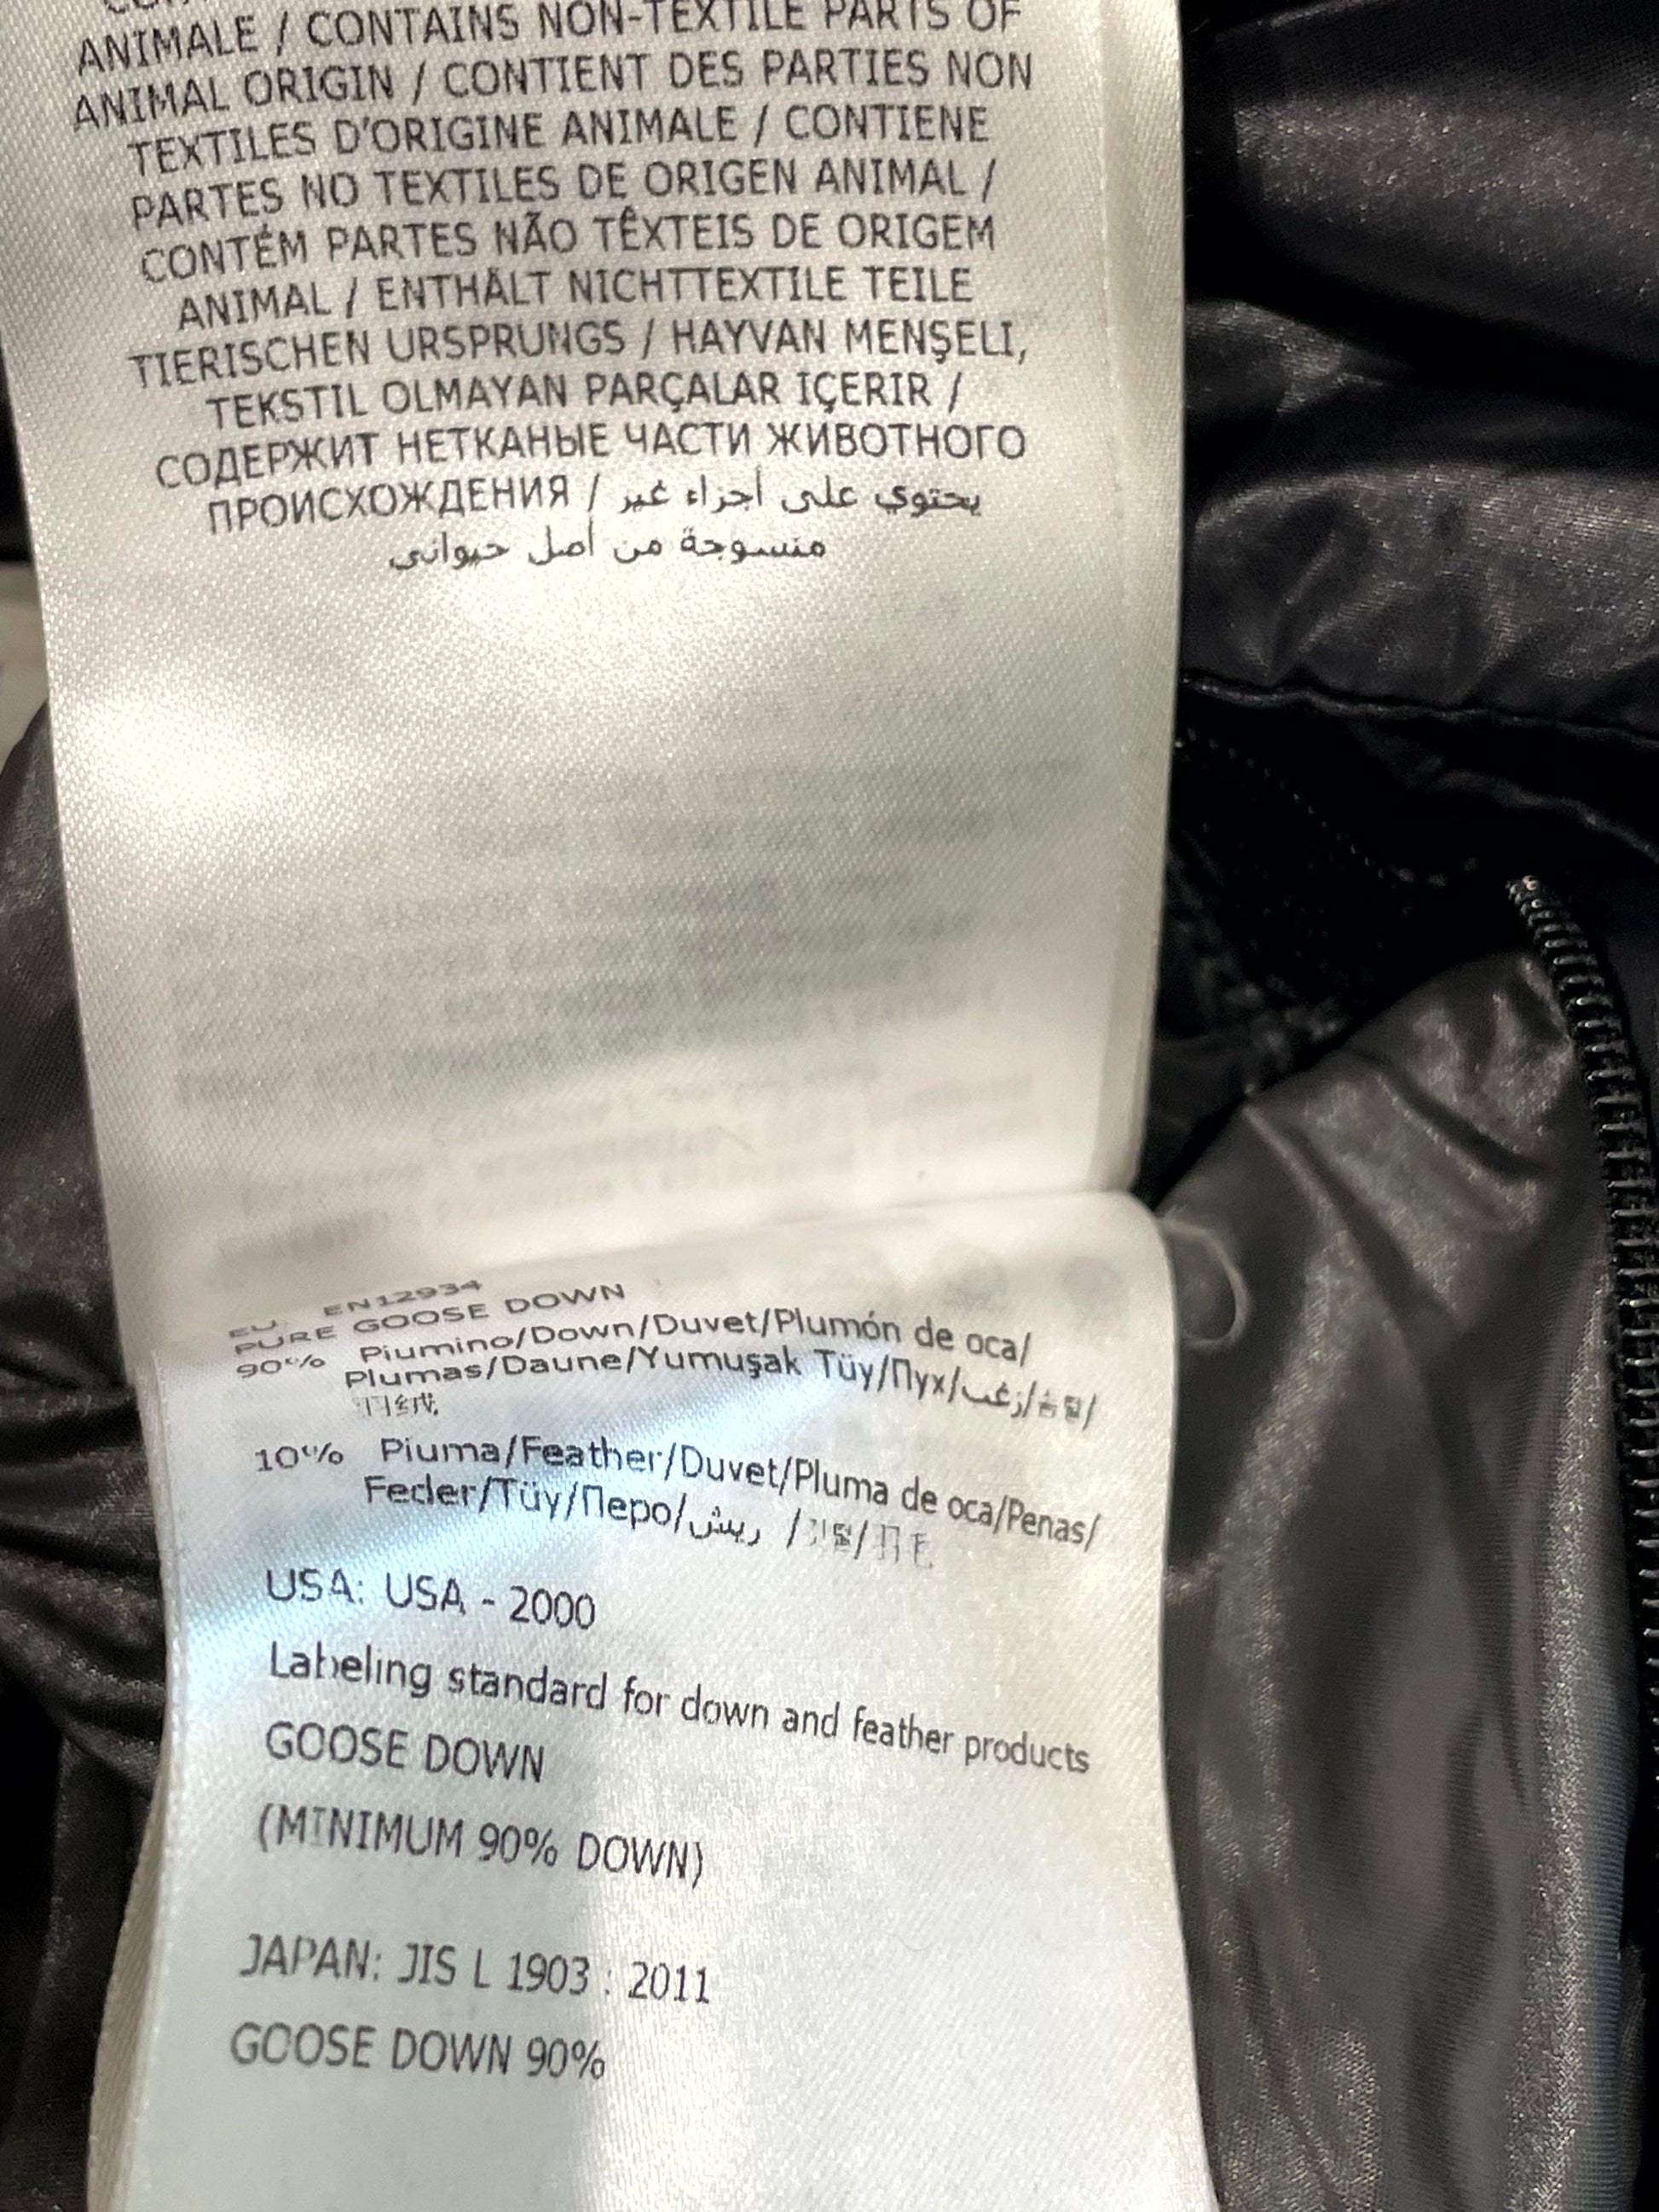 ANIMALE / CONTAINS NON-TEXTILE PARTS OF
ANIMAL ORIGIN / CONTIENT DES PARTIES NON
TEXTILES D'ORIGINE ANIMALE / CONTIENE
PARTES NO TEXTILES DE ORIGEN ANIMAL /
CONTÉM PARTES NÃO TÊXTEIS DE ORIGEM
ANIMAL / ENTHÄLT NICHTTEXTILE TEILE
TIERISCHEN URSPRUNGS / HAYVAN MENŞELI,
TEKSTIL OLMAYAN PARÇALAR IÇERIR /
СОДЕРЖИТ НЕТКАНЫЕ ЧАСТИ ЖИВОТНОГО
ПРОИСХОЖДЕНИЯ / يحتوي على أجزاء غير
منسوجة من أصل حيواني
EU: EN12934
PURE GOOSE DOWN
90% Piumino/Down/Duvet/Plumón de oca/
Plumas/Daune/Yumuşak Tüy/Пух/زغب/
10% Piuma/Feather/Duvet/Pluma de oca/Penas/
Feder/Tüy/Перо/ريش /
USA: USA - 2000
Labeling standard for down and feather products
GOOSE DOWN
(MINIMUM 90% DOWN)
JAPAN: JIS L 1903 : 2011
GOOSE DOWN 90%